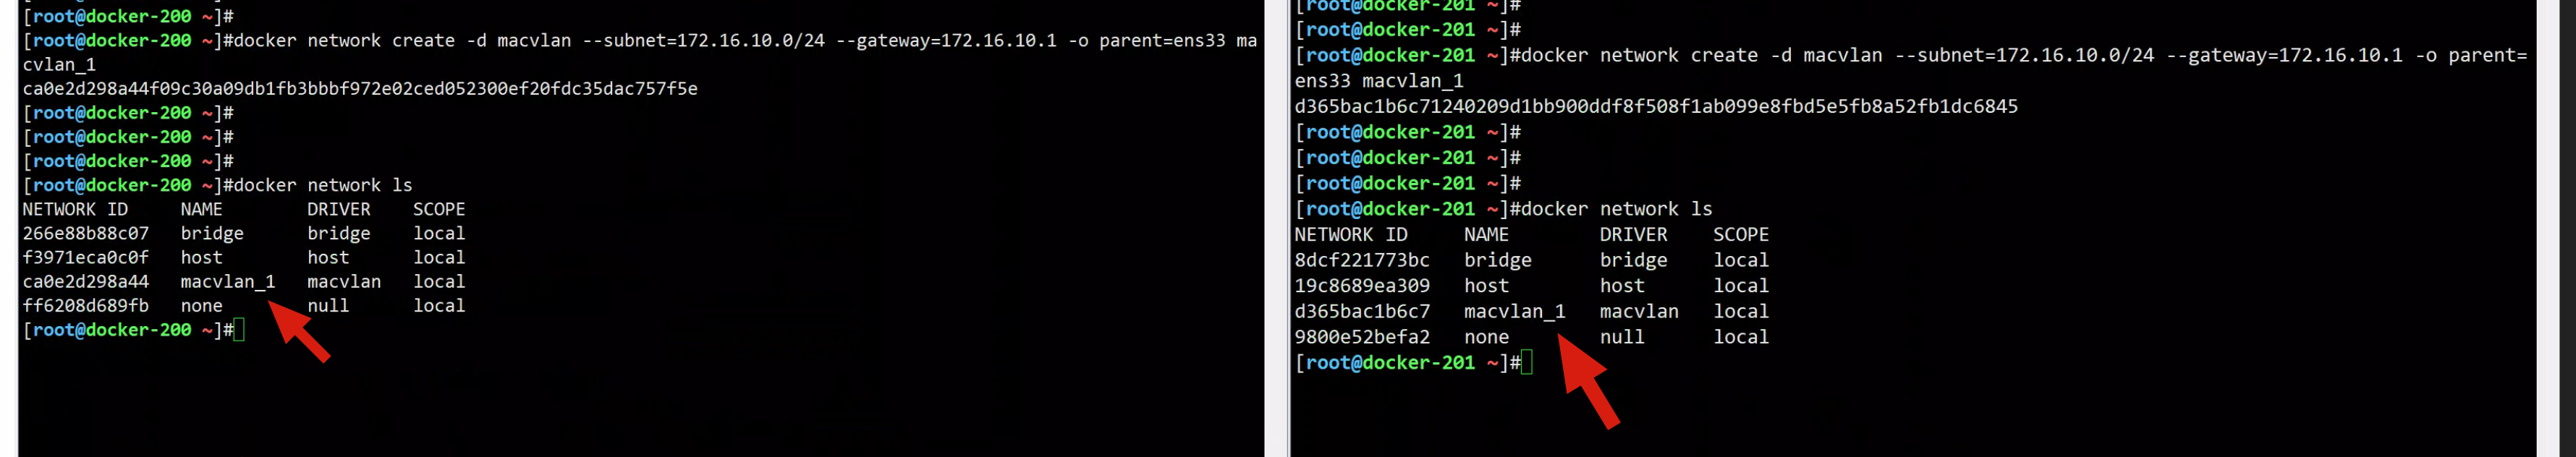 [root@docker-200 ~]#
[root@docker-200 ~]#docker network create -d macvlan --subnet=172.16.10.0/24 --gateway=172.16.10.1 -o parent=ens33 ma
cvlan_1
ca0e2d298a44f09c30a09db1fb3bbbf972e02ced052300ef20fdc35dac757f5e
[root@docker-200 ~]#
[root@docker-200 ~]#
[root@docker-200 ~]#
[root@docker-200 ~]#docker network ls
NETWORK ID     NAME        DRIVER    SCOPE
266e88b88c07   bridge      bridge    local
f3971eca0c0f   host        host      local
ca0e2d298a44   macvlan_1   macvlan   local
ff6208d689fb   none        null      local
[root@docker-200 ~]#
[root@docker-201 ~]#
[root@docker-201 ~]#
[root@docker-201 ~]#docker network create -d macvlan --subnet=172.16.10.0/24 --gateway=172.16.10.1 -o parent=
ens33 macvlan_1
d365bac1b6c71240209d1bb900ddf8f508f1ab099e8fbd5e5fb8a52fb1dc6845
[root@docker-201 ~]#
[root@docker-201 ~]#
[root@docker-201 ~]#
[root@docker-201 ~]#docker network ls
NETWORK ID     NAME        DRIVER    SCOPE
8dcf221773bc   bridge      bridge    local
19c8689ea309   host        host      local
d365bac1b6c7   macvlan_1   macvlan   local
9800e52befa2   none        null      local
[root@docker-201 ~]#